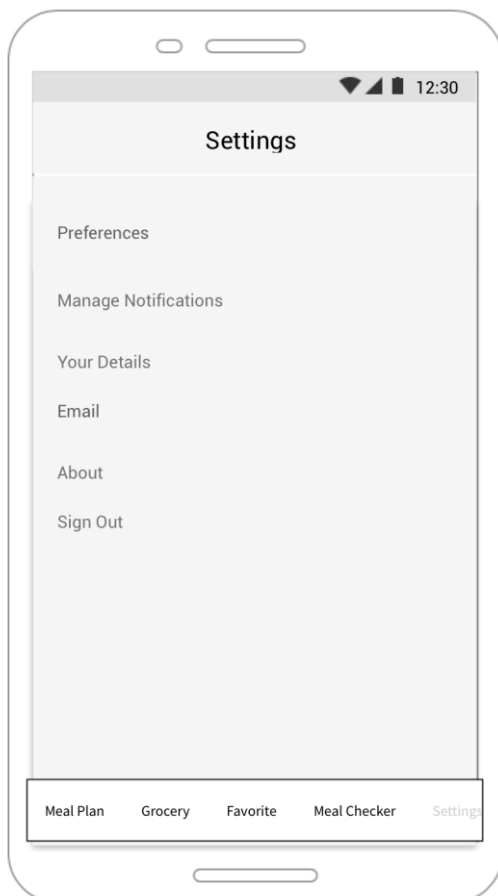 12:30
Settings
Preferences
Manage Notifications
Your Details
Email
About
Sign Out
Meal Plan Grocery Favorite Meal Checker Settings